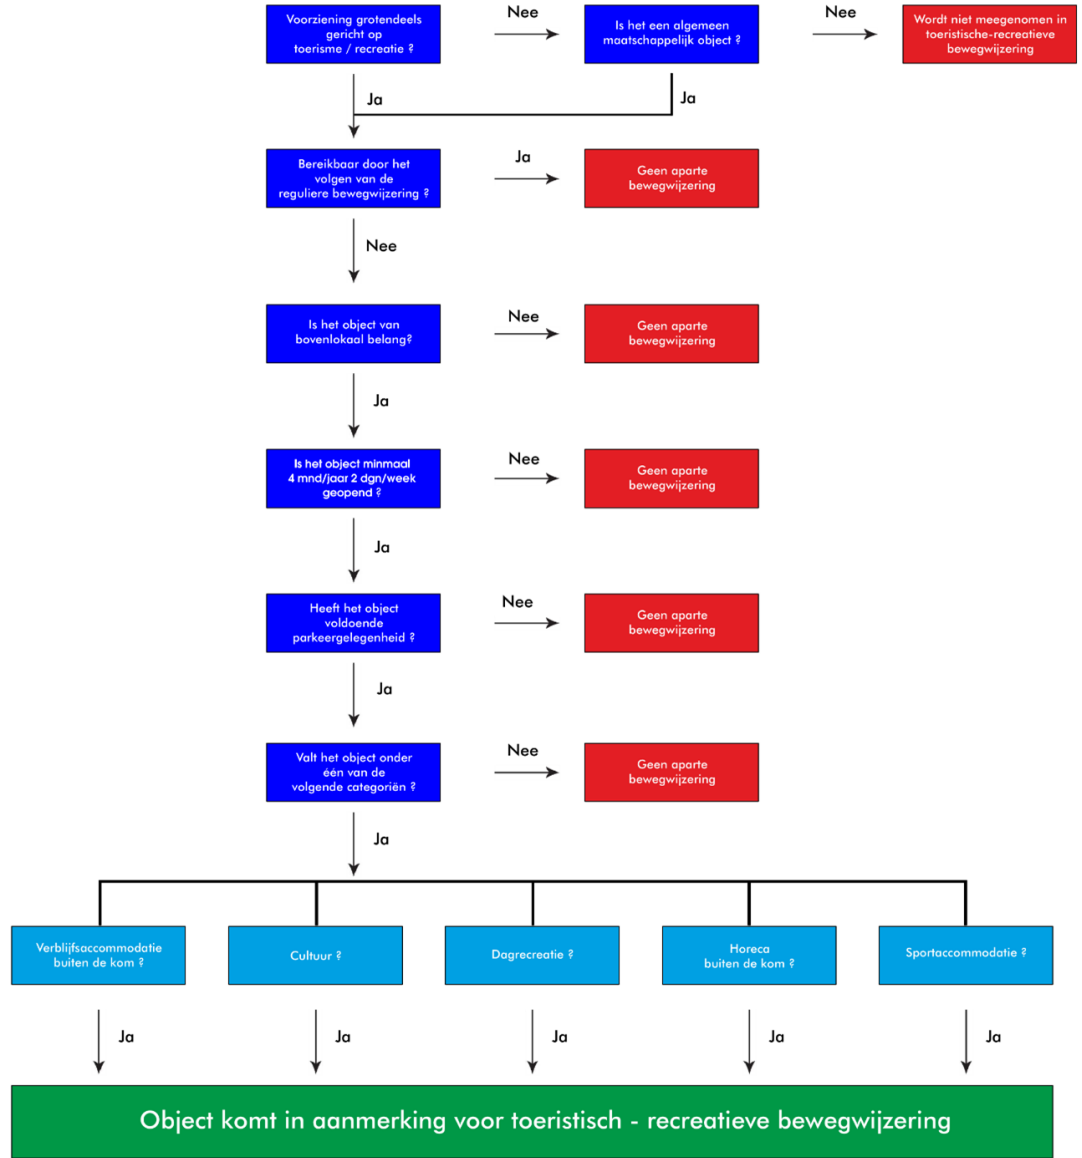 Voorziening grotendeels
gericht op
toerisme / recreatie ?
Nee
Is het een algemeen
maatschappelijk object ?
Nee
Wordt niet meegenomen in
toeristische-recreatieve
bewegwijzering
Ja
Ja
Bereikbaar door het
volgen van de
reguliere bewegwijzering ?
Ja
Geen aparte
bewegwijzering
Nee
Is het object van
bovenlokaal belang?
Nee
Geen aparte
bewegwijzering
Ja
Is het object minmaal
4 mnd/jaar 2 dgn/week
geopend ?
Nee
Geen aparte
bewegwijzering
Ja
Heeft het object
voldoende
parkeergelegenheid ?
Nee
Geen aparte
bewegwijzering
Ja
Valt het object onder
één van de
volgende categoriën ?
Nee
Geen aparte
bewegwijzering
Ja
Verblijfsaccommodatie
buiten de kom ?
Cultuur ?
Dagrecreatie ?
Horeca
buiten de kom ?
Sportaccommodatie ?
Ja
Ja
Ja
Ja
Ja
Object komt in aanmerking voor toeristisch - recreatieve bewegwijzering